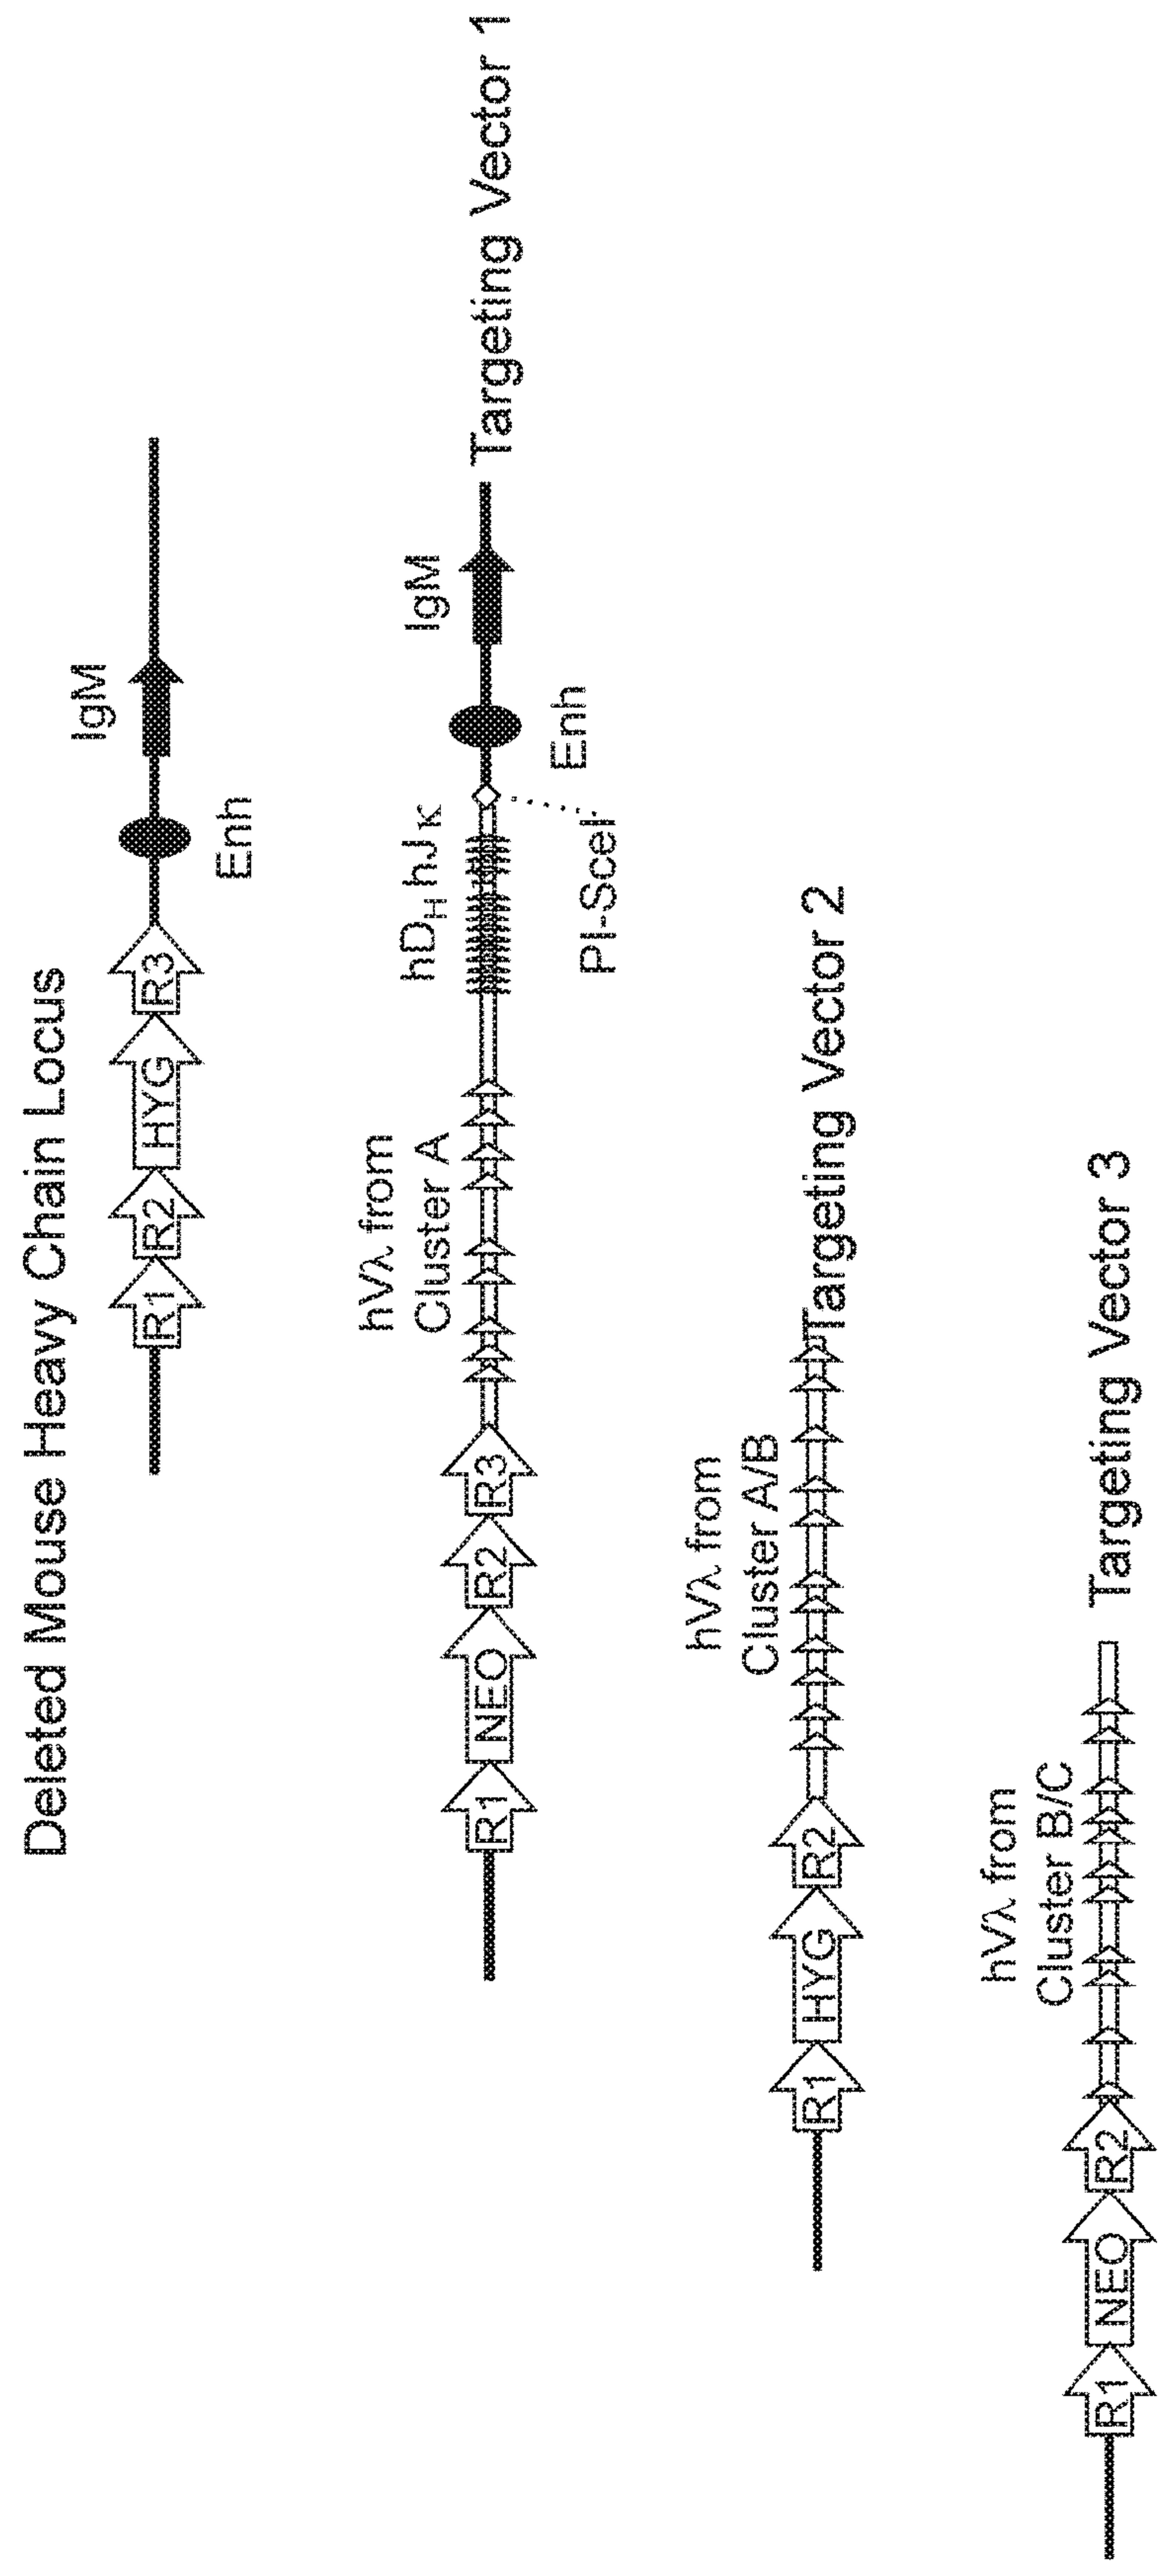 Deleted Mouse Heavy Chain Locus
R1 R2 HYG R3
IgM
Enh
hVλ from
Cluster A
hDH hJκ
IgM
R1 NEO R2 R3
Targeting Vector 1
Enh
PI-SceI
hVλ from
Cluster A/B
R1 HYG R2
Targeting Vector 2
hVλ from
Cluster B/C
R1 NEO R2
Targeting Vector 3